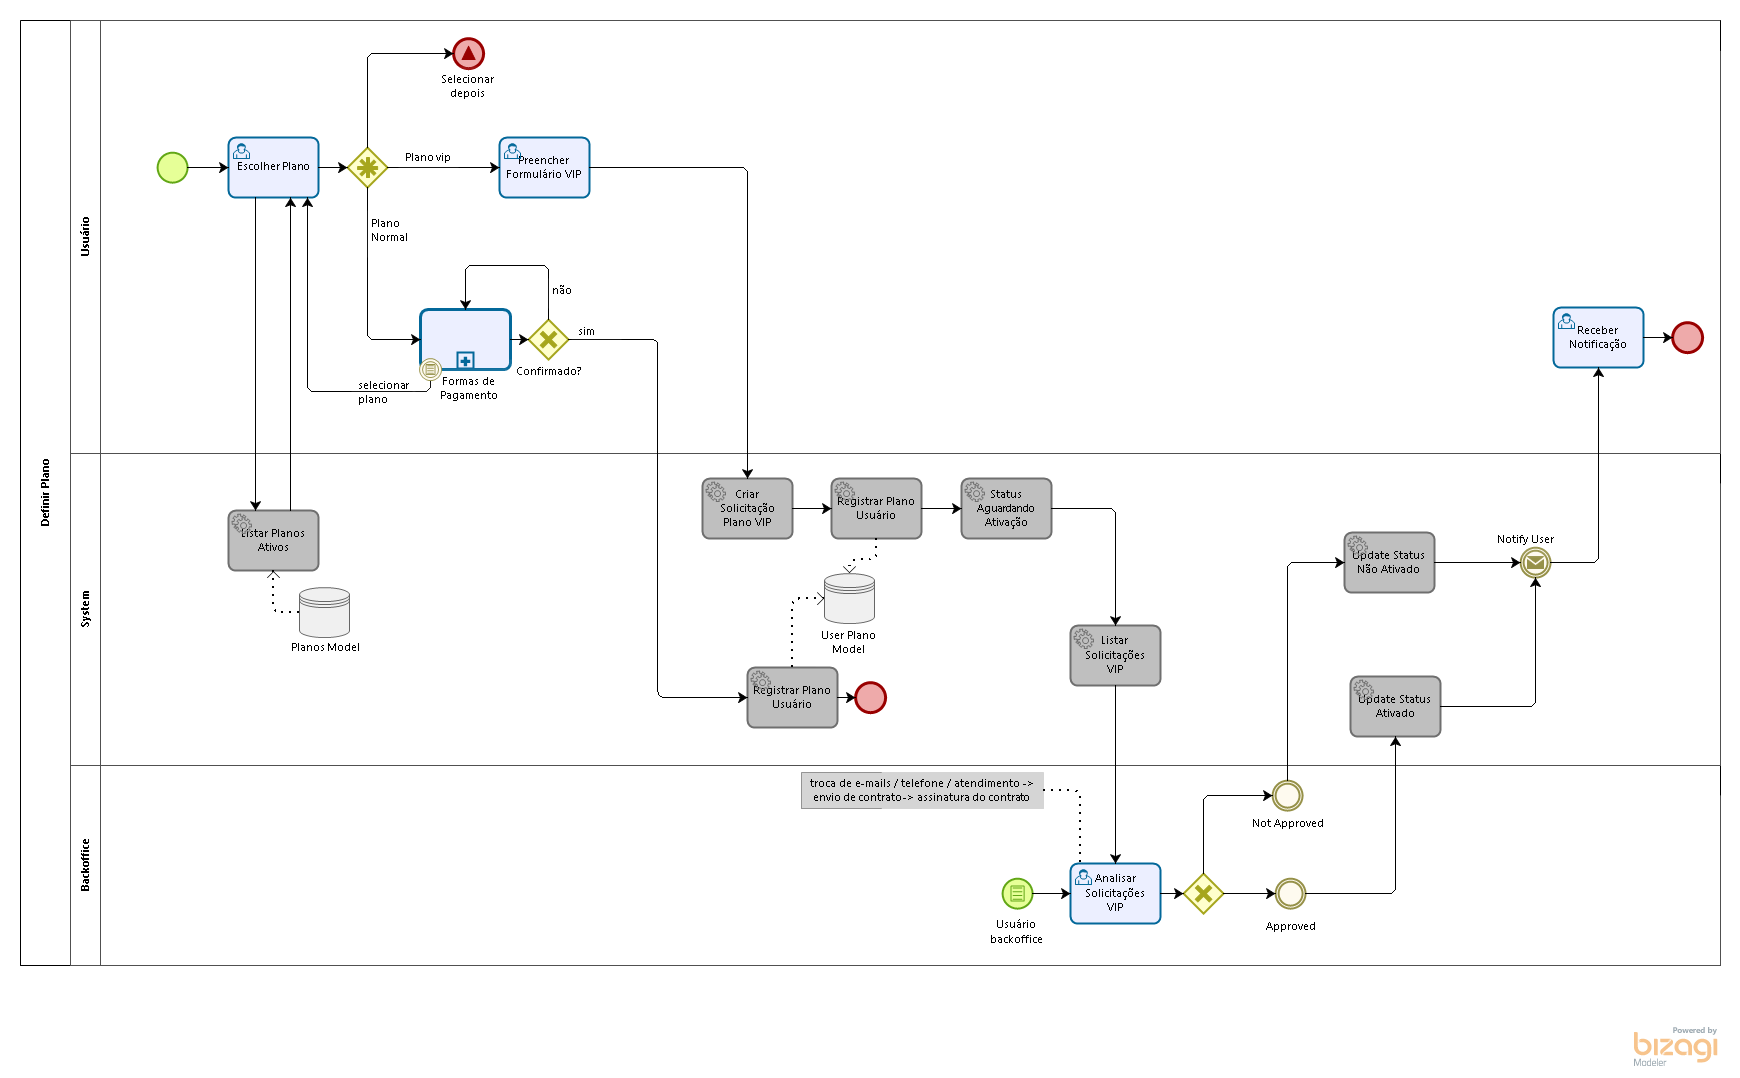 Definir Plano
Usuário
Selecionar
depois
Escolher Plano
Plano vip
Preencher
Formulário VIP
Plano
Normal
não
sim
Confirmado?
selecionar
plano
Formas de
Pagamento
Receber
Notificação
System
Listar Planos
Ativos
Planos Model
Criar
Solicitação
Plano VIP
Registrar Plano
Usuário
Status
Aguardando
Ativação
User Plano
Model
Registrar Plano
Usuário
Listar
Solicitações
VIP
Update Status
Não Ativado
Notify User
Update Status
Ativado
Backoffice
troca de e-mails / telefone / atendimento ->
envio de contrato-> assinatura do contrato
Usuário
backoffice
Analisar
Solicitações
VIP
Not Approved
Approved
Powered by
bizagi
Modeler